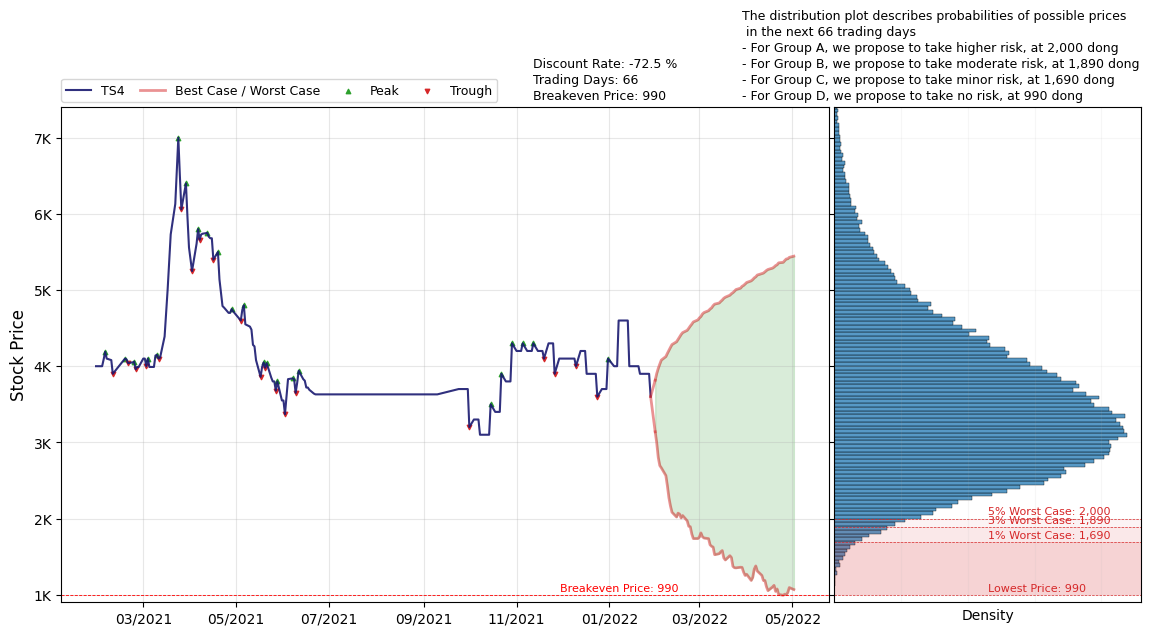 The distribution plot describes probabilities of possible prices
in the next 66 trading days
- For Group A, we propose to take higher risk, at 2,000 dong
- For Group B, we propose to take moderate risk, at 1,890 dong
- For Group C, we propose to take minor risk, at 1,690 dong
- For Group D, we propose to take no risk, at 990 dong
Discount Rate: -72.5 %
Trading Days: 66
Breakeven Price: 990
TS4 Best Case / Worst Case Peak Trough
Stock Price
7K
6K
5K
4K
3K
2K
1K
Breakeven Price: 990
03/2021 05/2021 07/2021 09/2021 11/2021 01/2022 03/2022 05/2022
5% Worst Case: 2,000
3% Worst Case: 1,890
1% Worst Case: 1,690
Lowest Price: 990
Density